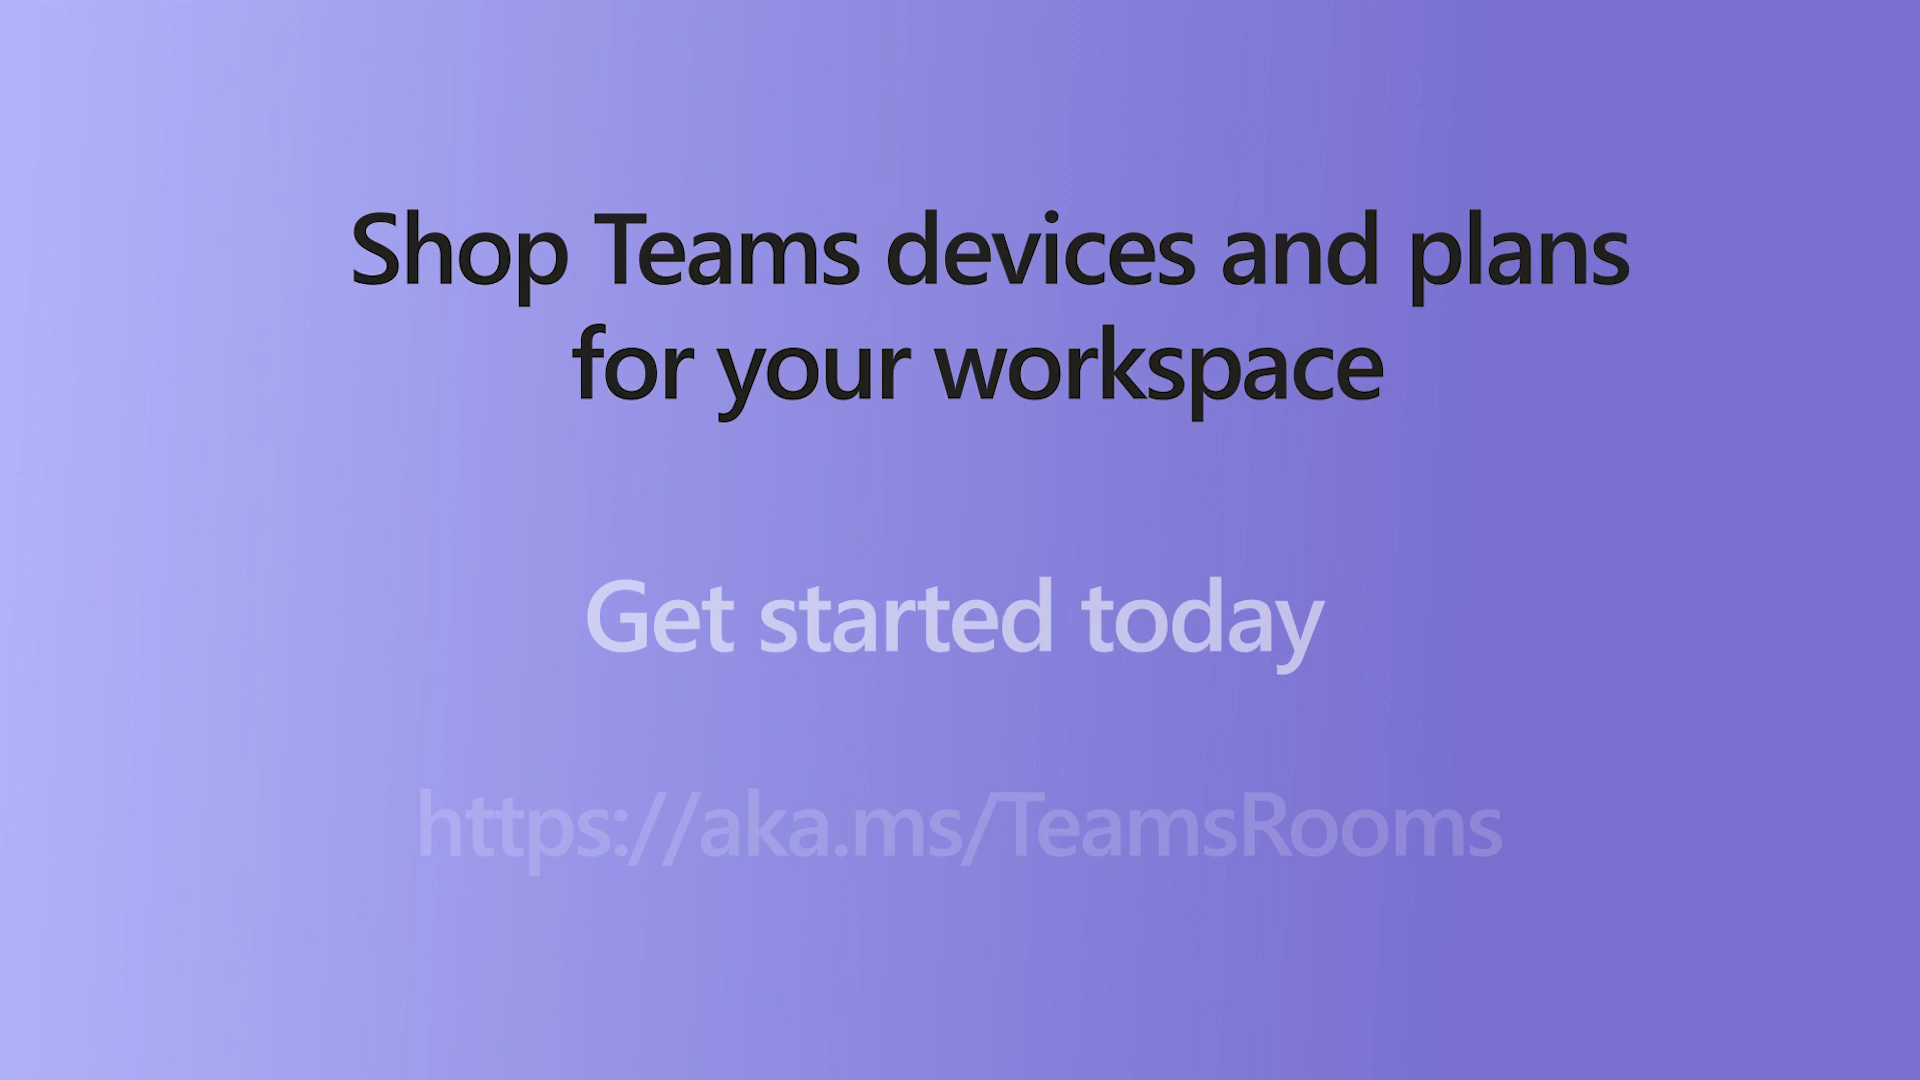 Shop Teams devices and plans
for your workspace
Get started today
https://aka.ms/TeamsRooms